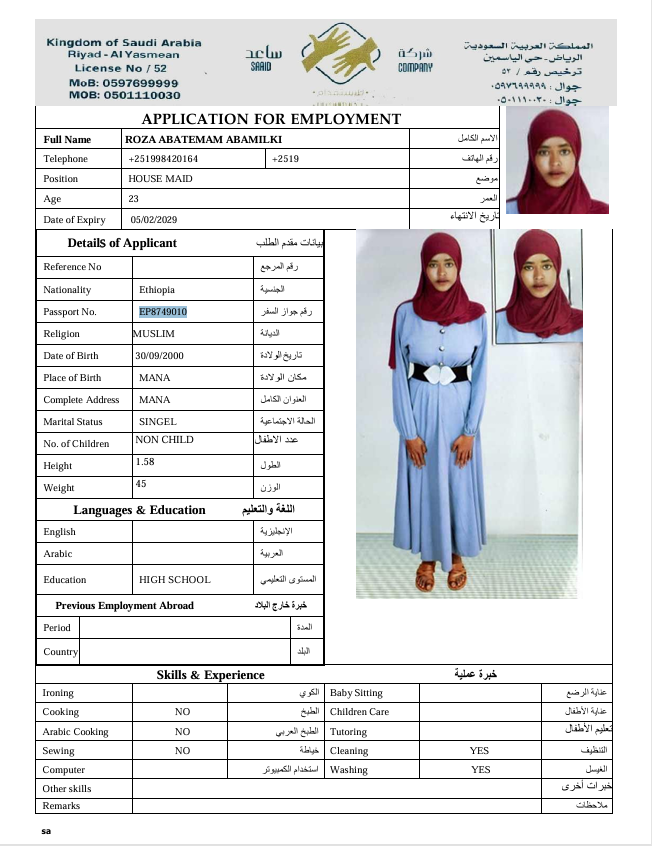 Kingdom of Saudi Arabia
Riyad - Al Yasmean
License No / 52
MoB: 0597699999
MOB: 0501110030
ساعد
SAAID
شركة
COMPANY
المملكة العربية السعودية
الرياض - حي الياسمين
ترخيص رقم / ٥٢
جوال : ٠٥٩٧٦٩٩٩٩٩
جوال : ٠٥٠١١١٠٠٣٠
APPLICATION FOR EMPLOYMENT
Full Name ROZA ABATEMAM ABAMILKI الاسم الكامل
Telephone +251998420164 +2519 رقم الهاتف
Position HOUSE MAID موضع
Age 23 العمر
Date of Expiry 05/02/2029 تاريخ الانتهاء
Details of Applicant بيانات مقدم الطلب
Reference No رقم المرجع
Nationality Ethiopia الجنسية
Passport No. EP8749010 رقم جواز السفر
Religion MUSLIM الديانة
Date of Birth 30/09/2000 تاريخ الولادة
Place of Birth MANA مكان الولادة
Complete Address MANA العنوان الكامل
Marital Status SINGEL الحالة الاجتماعية
No. of Children NON CHILD عدد الاطفال
Height 1.58 الطول
Weight 45 الوزن
Languages & Education اللغة والتعليم
English الإنجليزية
Arabic العربية
Education HIGH SCHOOL المستوى التعليمي
Previous Employment Abroad خبرة خارج البلاد
Period المدة
Country البلد
Skills & Experience خبرة عملية
Ironing الكوي Baby Sitting عناية الرضع
Cooking NO الطبخ Children Care عناية الأطفال
Arabic Cooking NO الطبخ العربي Tutoring تعليم الأطفال
Sewing NO خياطة Cleaning YES التنظيف
Computer استخدام الكمبيوتر Washing YES الغسيل
Other skills خبرات أخرى
Remarks ملاحظات
sa